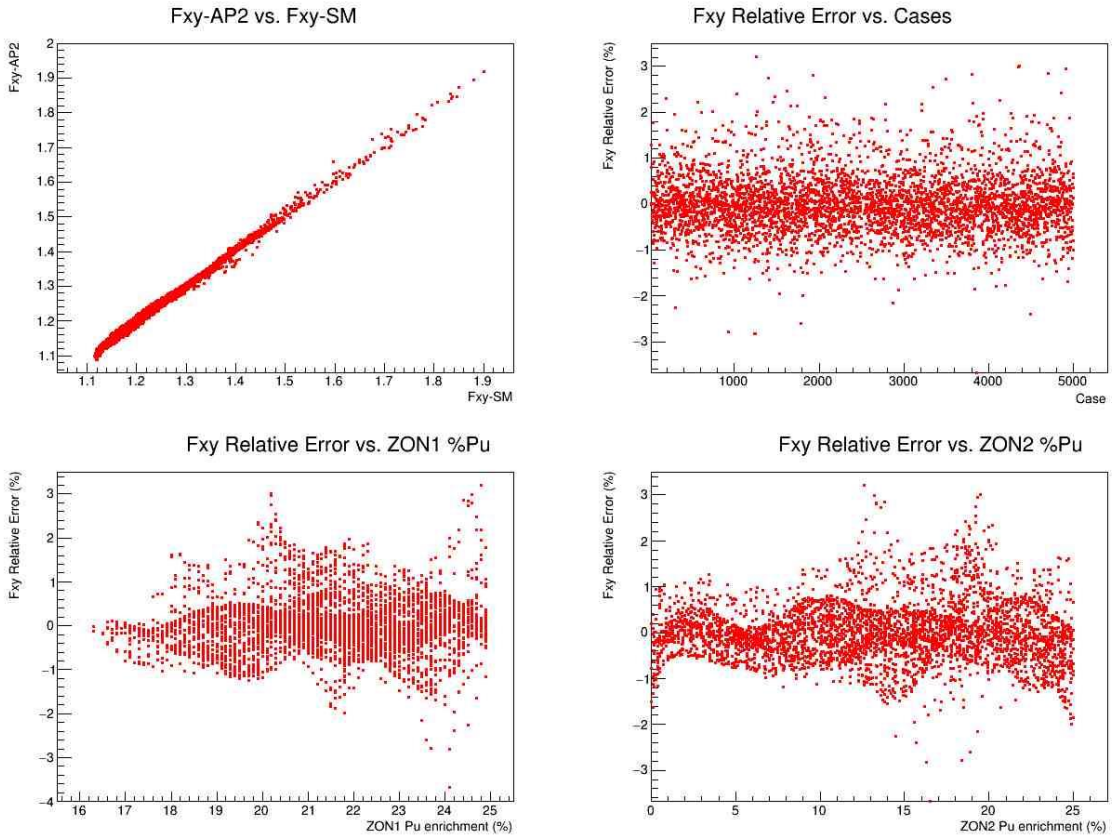 Fxy-AP2 vs. Fxy-SM
Fxy-AP2
2
1.9
1.8
1.7
1.6
1.5
1.4
1.3
1.2
1.1
1.1 1.2 1.3 1.4 1.5 1.6 1.7 1.8 1.9
Fxy-SM
Fxy Relative Error vs. Cases
Fxy Relative Error (%)
3
2
1
0
−1
−2
−3
1000 2000 3000 4000 5000
Case
Fxy Relative Error vs. ZON1 %Pu
Fxy Relative Error (%)
3
2
1
0
−1
−2
−3
−4
16 17 18 19 20 21 22 23 24 25
ZON1 Pu enrichment (%)
Fxy Relative Error vs. ZON2 %Pu
Fxy Relative Error (%)
3
2
1
0
−1
−2
−3
0 5 10 15 20 25
ZON2 Pu enrichment (%)